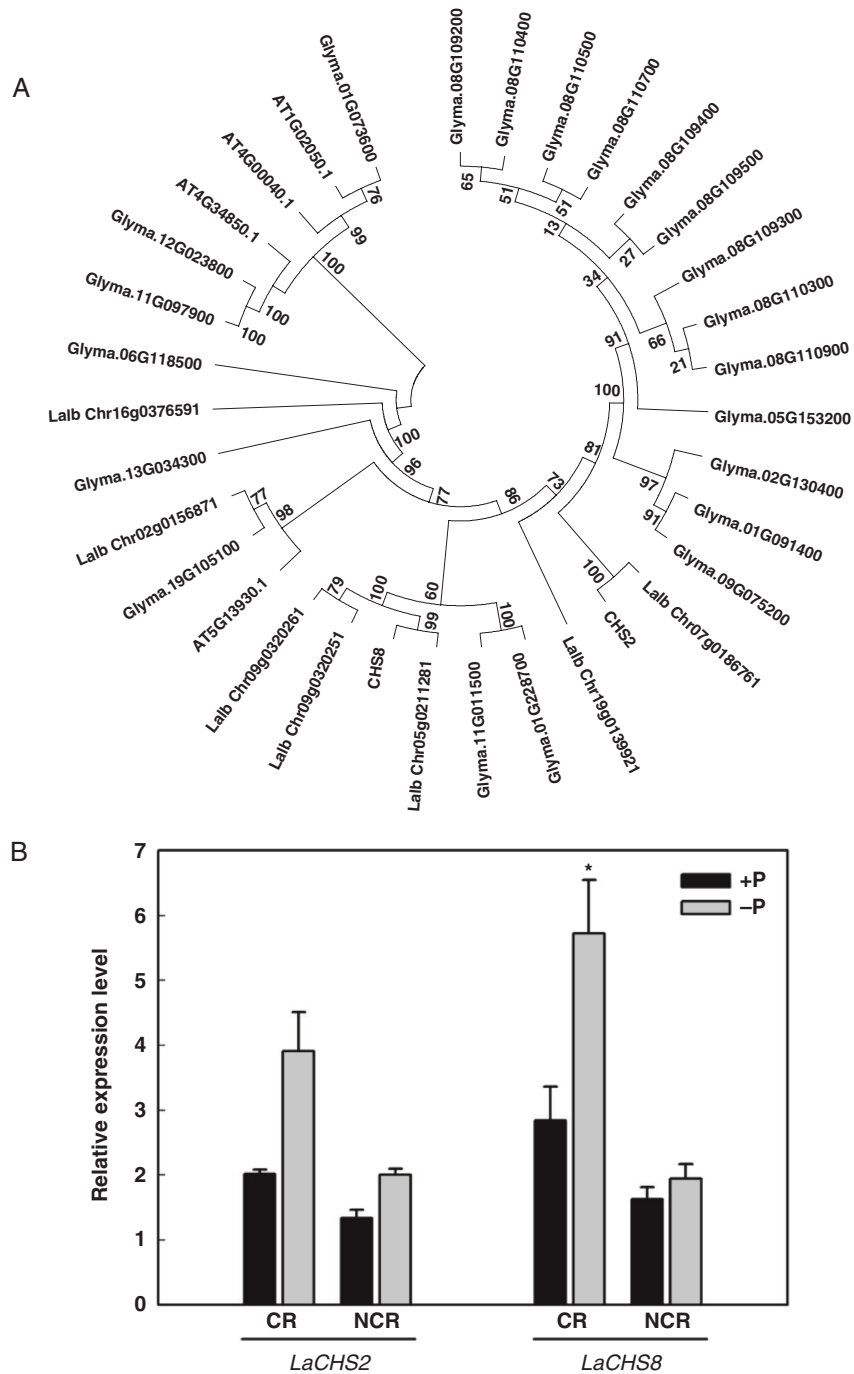 A
Glyma.08G109200
Glyma.08G110400
Glyma.08G110500
Glyma.08G110700
Glyma.08G109400
Glyma.08G109500
Glyma.08G109300
Glyma.08G110300
Glyma.08G110900
Glyma.05G153200
Glyma.02G130400
Glyma.01G091400
Glyma.09G075200
Lalb Chr07g0186761
CHS2
Lalb Chr19g0139921
Glyma.01G228700
Glyma.11G011500
Lalb Chr05g0211281
CHS8
Lalb Chr09g0320251
Lalb Chr09g0320261
AT5G13930.1
Glyma.19G105100
Lalb Chr02g0156871
Glyma.13G034300
Lalb Chr16g0376591
Glyma.06G118500
Glyma.11G097900
Glyma.12G023800
AT4G34850.1
AT4G00040.1
AT1G02050.1
Glyma.01G073600
65
51
51
13
27
34
66
21
91
100
97
91
81
100
73
86
77
96
100
60
100
99
100
79
98
77
100
100
100
99
76
B
7
6
5
4
3
2
1
0
Relative expression level
+P
–P
*
CR
NCR
CR
NCR
LaCHS2
LaCHS8